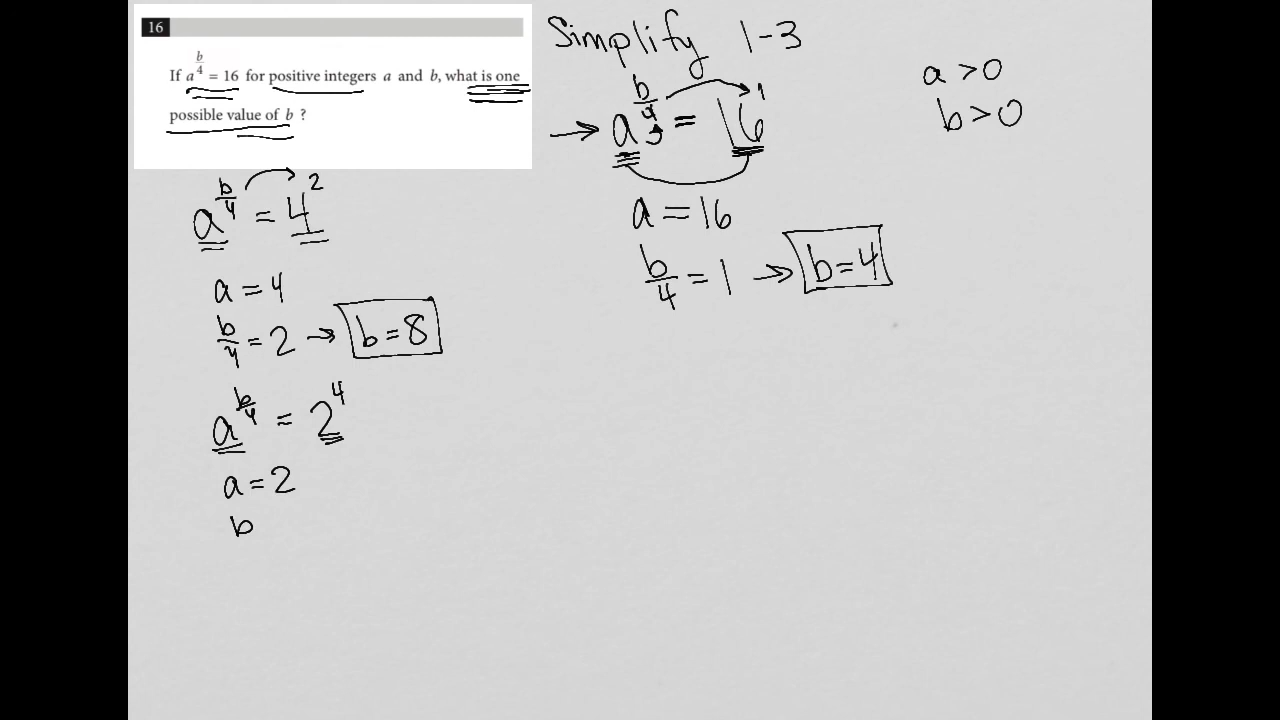 16
If a^(b/4) = 16 for positive integers a and b, what is one
possible value of b ?
Simplify 1-3
a > 0
b > 0
a^(b/4) = 16^1
a = 16
b/4 = 1 → b = 4
a^(b/4) = 4^2
a = 4
b/4 = 2 → b = 8
a^(b/4) = 2^4
a = 2
b